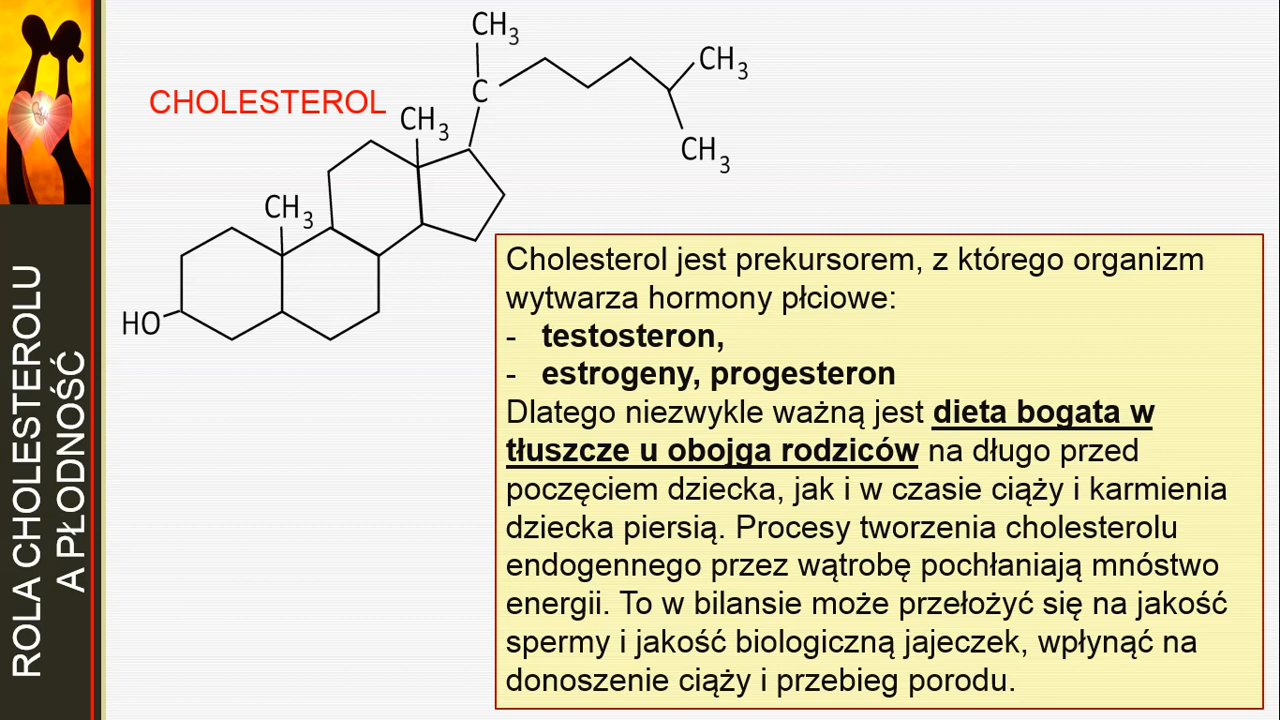 ROLA CHOLESTEROLU
A PŁODNOŚĆ
CHOLESTEROL
CH3
C
CH3
CH3
CH3
CH3
HO
Cholesterol jest prekursorem, z którego organizm
wytwarza hormony płciowe:
- testosteron,
- estrogeny, progesteron
Dlatego niezwykle ważną jest dieta bogata w
tłuszcze u obojga rodziców na długo przed
poczęciem dziecka, jak i w czasie ciąży i karmienia
dziecka piersią. Procesy tworzenia cholesterolu
endogennego przez wątrobę pochłaniają mnóstwo
energii. To w bilansie może przełożyć się na jakość
spermy i jakość biologiczną jajeczek, wpłynąć na
donoszenie ciąży i przebieg porodu.